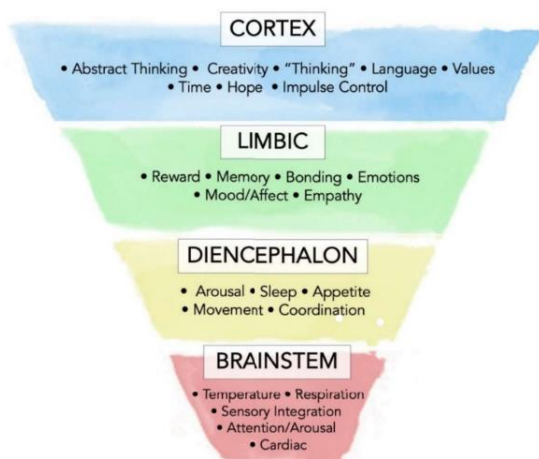 CORTEX
• Abstract Thinking • Creativity • "Thinking" • Language • Values
• Time • Hope • Impulse Control
LIMBIC
• Reward • Memory • Bonding • Emotions
• Mood/Affect • Empathy
DIENCEPHALON
• Arousal • Sleep • Appetite
• Movement • Coordination
BRAINSTEM
• Temperature • Respiration
• Sensory Integration
• Attention/Arousal
• Cardiac